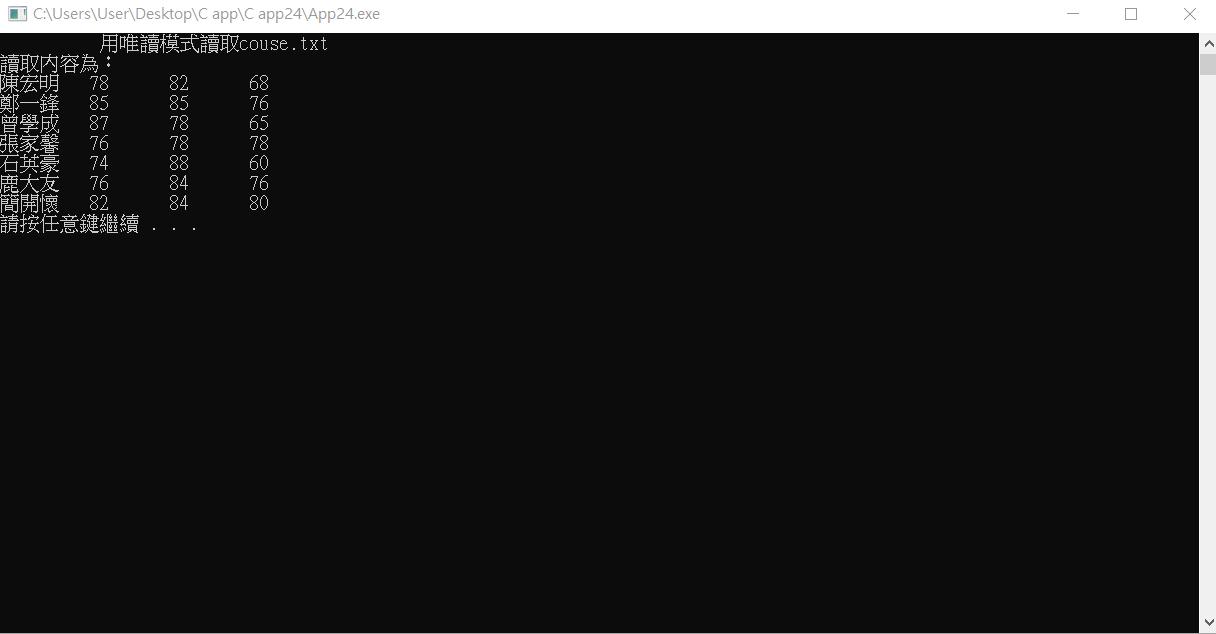 C:\Users\User\Desktop\C app\C app24\App24.exe
用唯讀模式讀取couse.txt
讀取內容為：
陳宏明 78 82 68
鄭一鋒 85 85 76
曾學成 87 78 65
張家馨 76 78 78
石英豪 74 88 60
鹿大友 76 84 76
簡開懷 82 84 80
請按任意鍵繼續 . . .